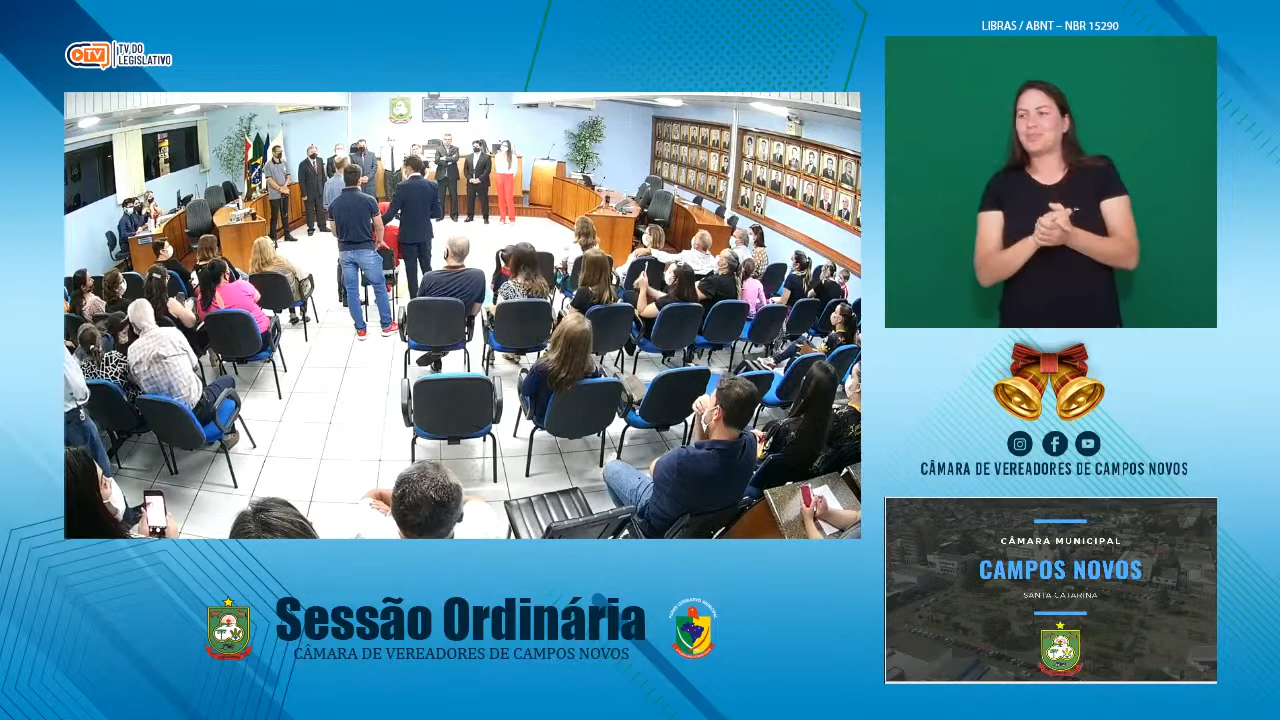 LIBRAS / ABNT – NBR 15290
TV
TV DO
LEGISLATIVO
CÂMARA DE VEREADORES DE CAMPOS NOVOS
CÂMARA MUNICIPAL
CAMPOS NOVOS
SANTA CATARINA
Sessão Ordinária
CÂMARA DE VEREADORES DE CAMPOS NOVOS